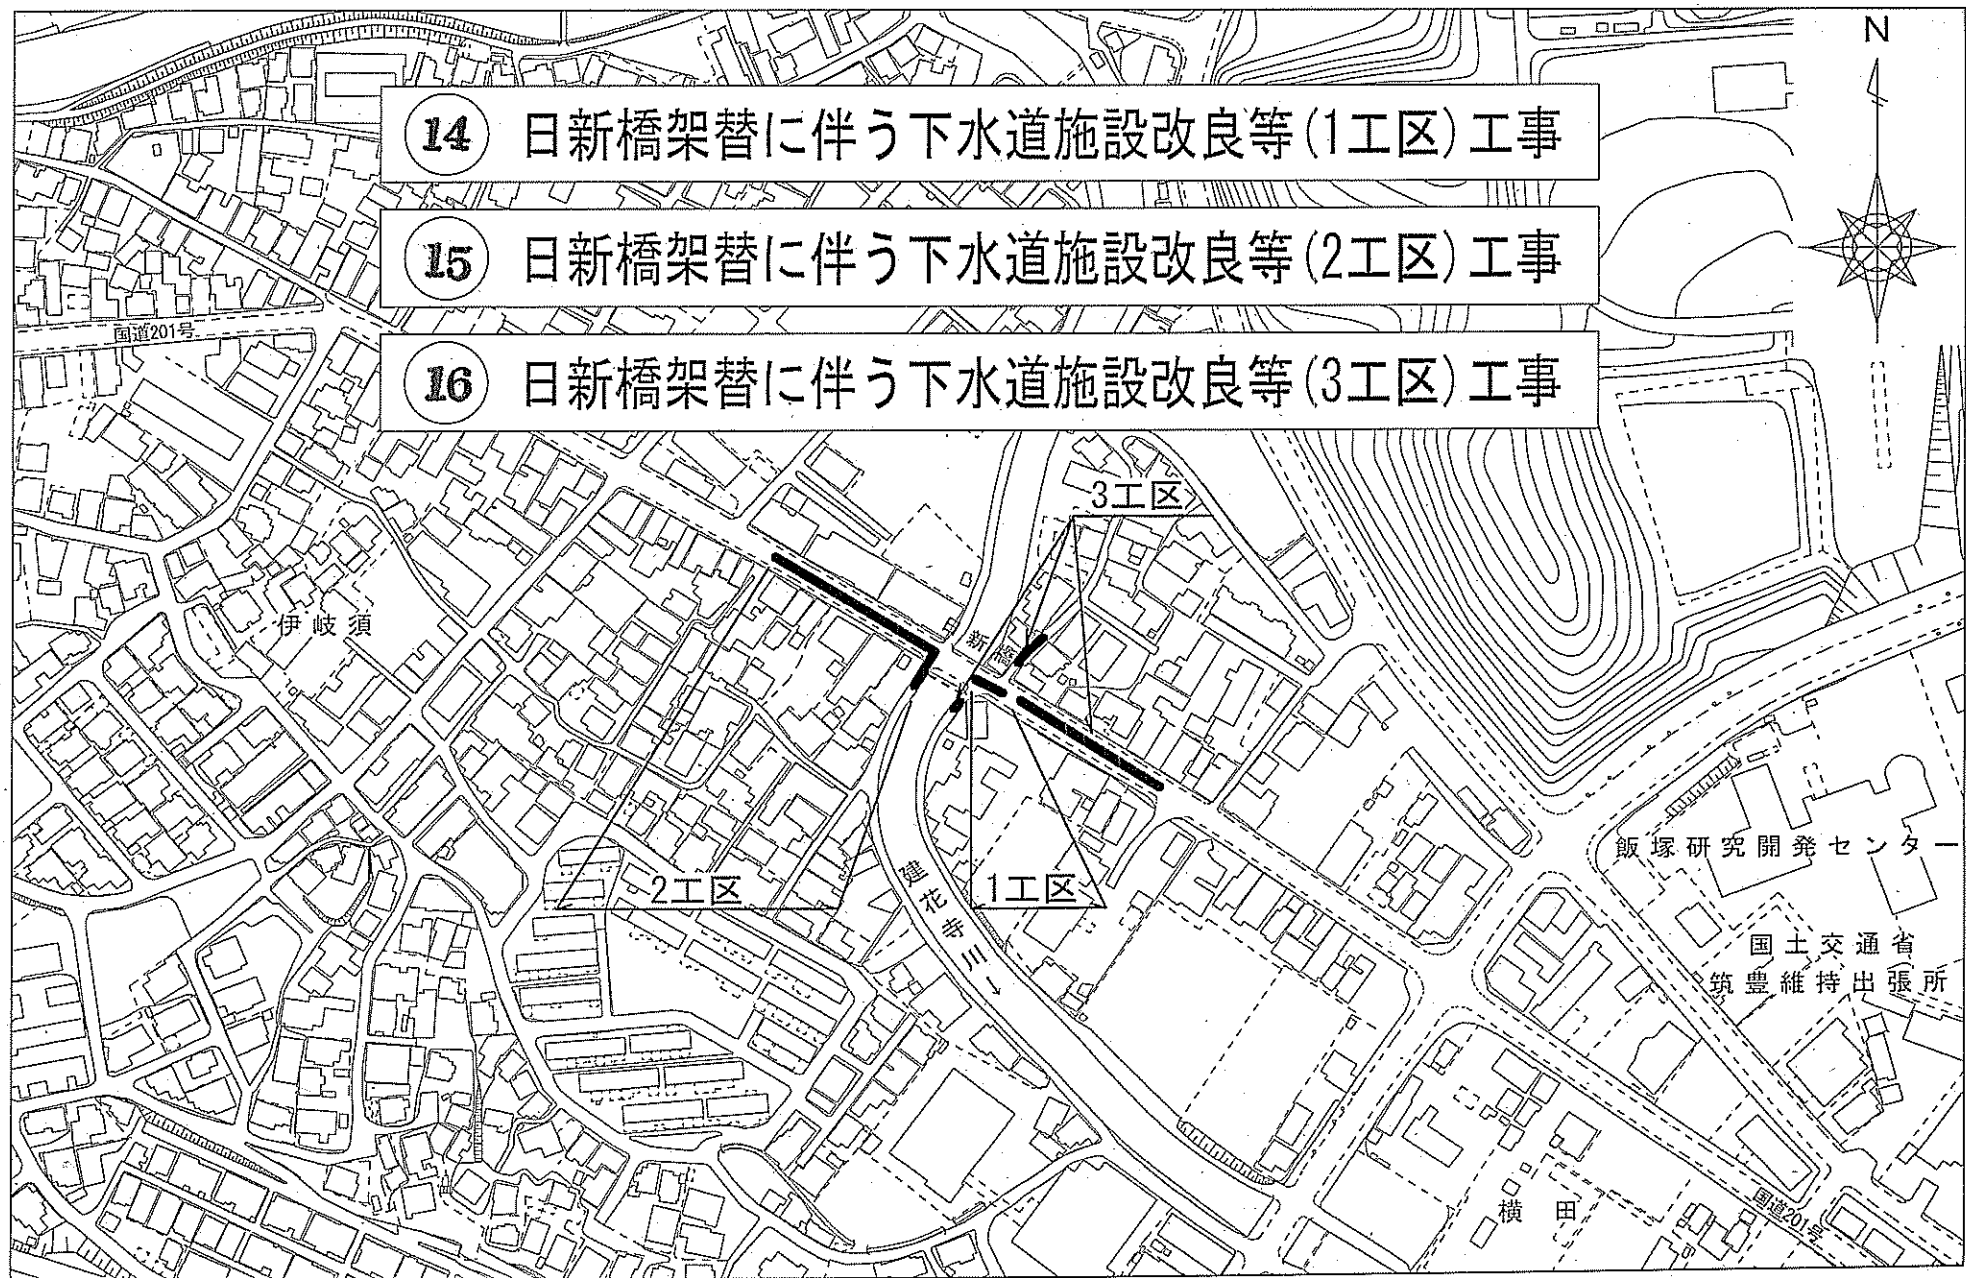 N
14 日新橋架替に伴う下水道施設改良等(1工区)工事
15 日新橋架替に伴う下水道施設改良等(2工区)工事
16 日新橋架替に伴う下水道施設改良等(3工区)工事
国道201号
3工区
伊岐須
新橋
飯塚研究開発センター
2工区
1工区
建花寺川→
国土交通省
筑豊維持出張所
横田
国道201号